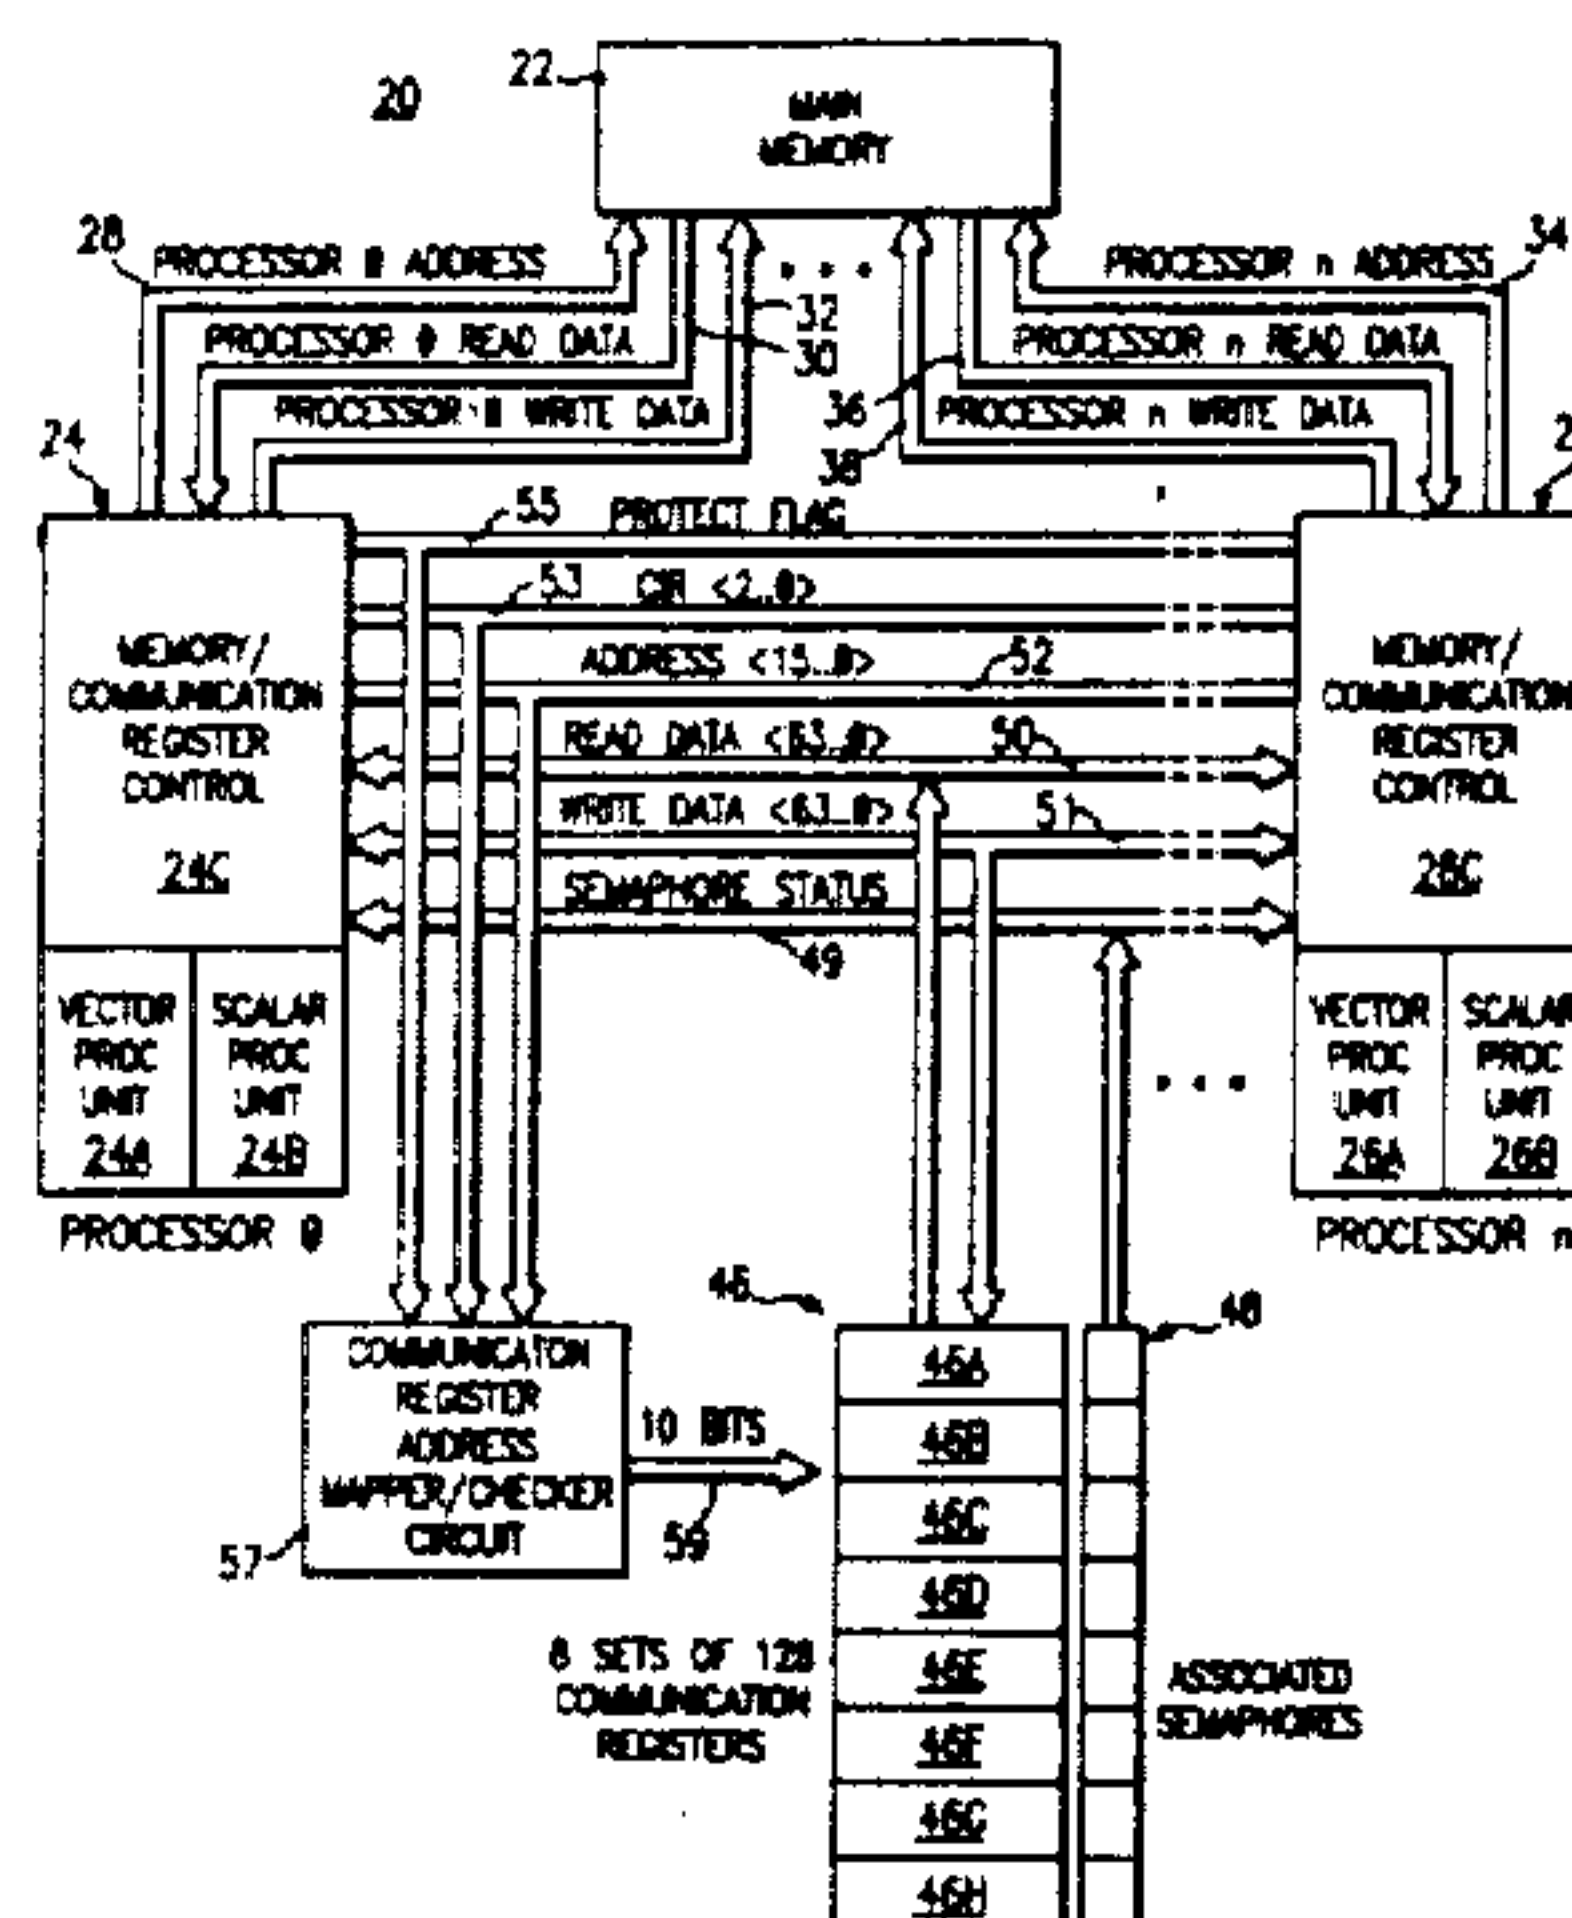 20
22
MAIN
MEMORY
28
PROCESSOR 0 ADDRESS
PROCESSOR n ADDRESS
34
32
PROCESSOR 0 READ DATA
30
PROCESSOR n READ DATA
36
PROCESSOR 0 WRITE DATA
PROCESSOR n WRITE DATA
38
24
55
PROTECT FLAG
53
CIR <2..0>
ADDRESS <15..0>
52
READ DATA <63..0>
50
WRITE DATA <63..0>
51
SEMAPHORE STATUS
49
MEMORY/
COMMUNICATION
REGISTER
CONTROL
24C
MEMORY/
COMMUNICATION
REGISTER
CONTROL
26C
VECTOR
PROC
UNIT
24A
SCALAR
PROC
UNIT
24B
VECTOR
PROC
UNIT
26A
SCALAR
PROC
UNIT
26B
PROCESSOR 0
PROCESSOR n
46
48
COMMUNICATON
REGISTER
ADDRESS
MAPPER/CHECKER
CIRCUIT
57
10 BITS
59
46A
46B
46C
46D
46E
46F
46G
46H
8 SETS OF 128
COMMUNICATION
REGISTERS
ASSOCIATED
SEMAPHORES